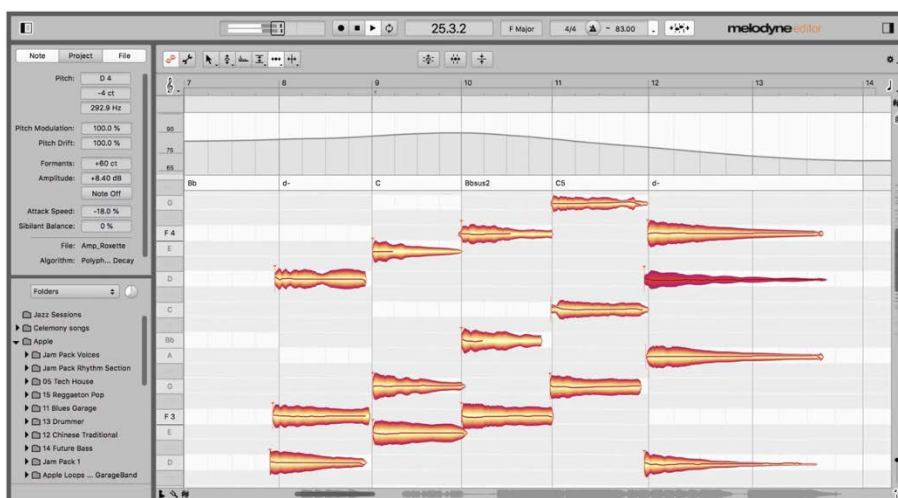 25.3.2
F Major
4/4
– 83.00
melodyne editor
Note Project File
Pitch: D 4
-4 ct
292.9 Hz
Pitch Modulation: 100.0 %
Pitch Drift: 100.0 %
Formants: +60 ct
Amplitude: +8.40 dB
Note Off
Attack Speed: -18.0 %
Sibilant Balance: 0 %
File: Amp_Roxette
Algorithm: Polyph... Decay
Folders
Jazz Sessions
Celemony songs
Apple
Jam Pack Voices
Jam Pack Rhythm Section
05 Tech House
15 Reggaeton Pop
11 Blues Garage
13 Drummer
12 Chinese Traditional
14 Future Bass
Jam Pack 1
Apple Loops ... GarageBand
7 8 9 10 11 12 13 14
90
75
65
Bb d- C Bbsus2 C5 d-
G
F 4
E
D
C
Bb
A
G
F 3
E
D